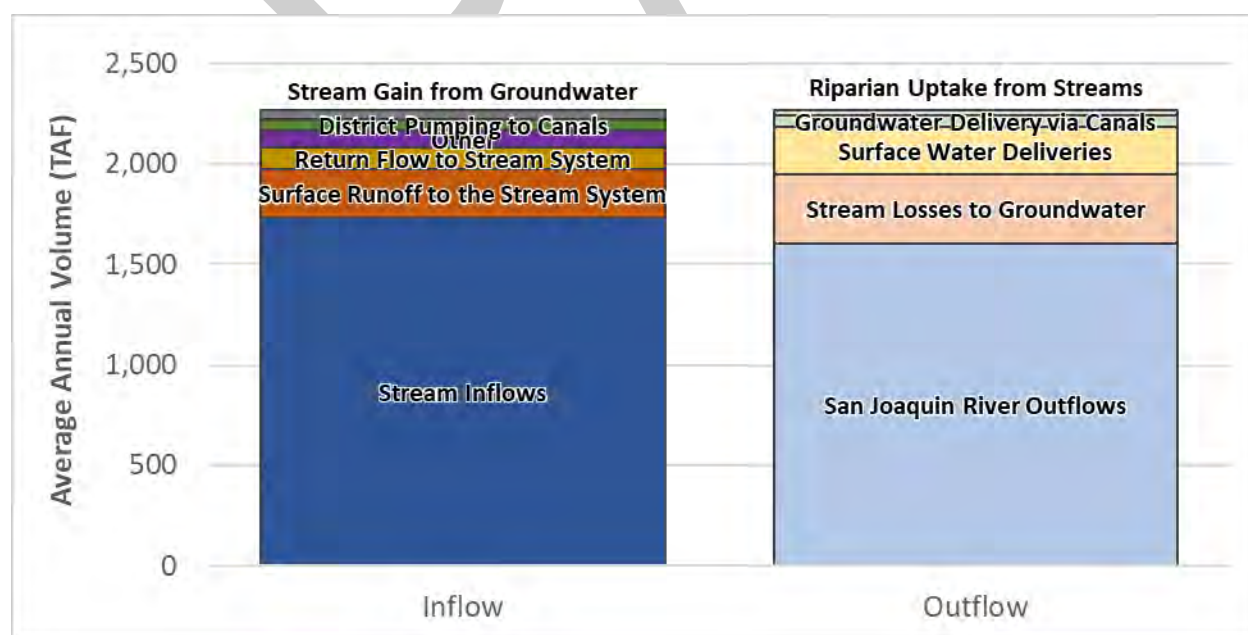 2,500
2,000
1,500
1,000
500
0
Average Annual Volume (TAF)
Stream Gain from Groundwater
District Pumping to Canals
Other
Return Flow to Stream System
Surface Runoff to the Stream System
Stream Inflows
Inflow
Riparian Uptake from Streams
Groundwater Delivery via Canals
Surface Water Deliveries
Stream Losses to Groundwater
San Joaquin River Outflows
Outflow